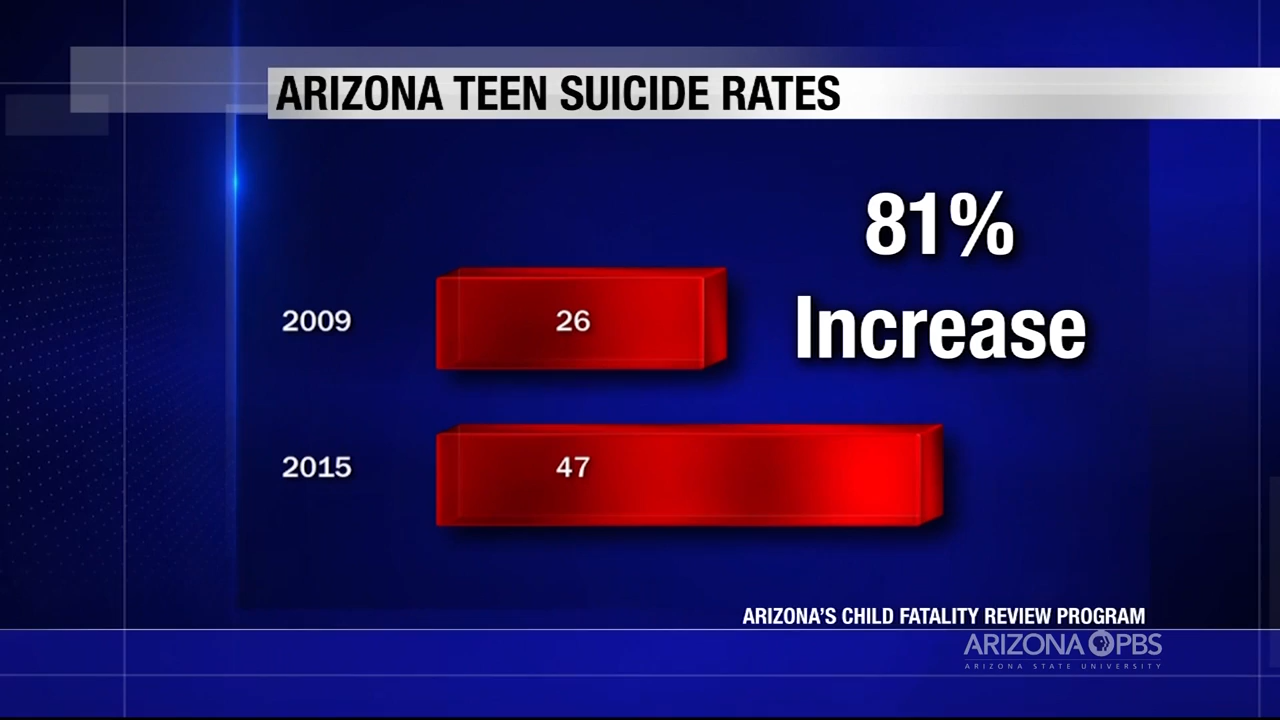 ARIZONA TEEN SUICIDE RATES
81%
Increase
2009 26
2015 47
ARIZONA'S CHILD FATALITY REVIEW PROGRAM
ARIZONA PBS
ARIZONA STATE UNIVERSITY